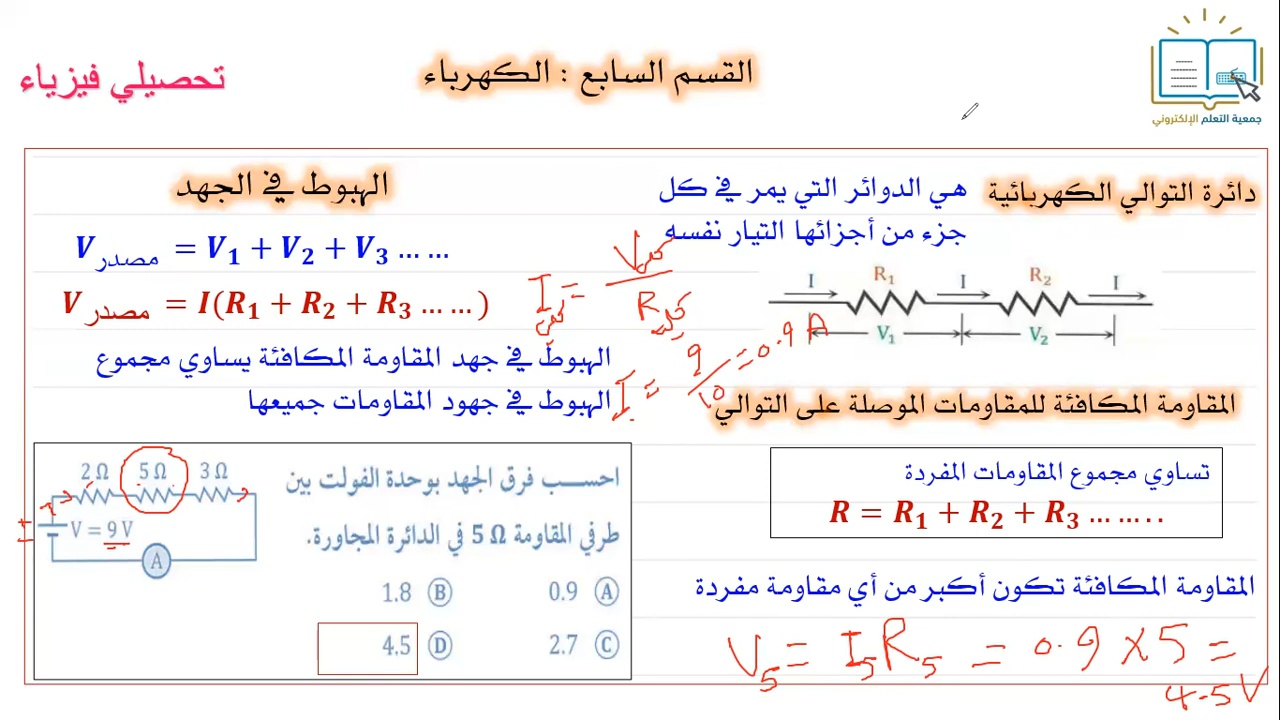 القسم السابع : الكهرباء
تحصيلي فيزياء
جمعية التعلم الإلكتروني
دائرة التوالي الكهربائية
هي الدوائر التي يمر في كل
جزء من أجزائها التيار نفسه
I R₁ I R₂ I
V₁ V₂
المقاومة المكافئة للمقاومات الموصلة على التوالي
تساوي مجموع المقاومات المفردة
R = R₁ + R₂ + R₃ … … . .
المقاومة المكافئة تكون أكبر من أي مقاومة مفردة
V₅ = I₅ R₅ = 0.9 × 5 =
4.5 V
الهبوط في الجهد
V مصدر = V₁ + V₂ + V₃ … …
V مصدر = I(R₁ + R₂ + R₃ … … )
I كلي = V كلي / R كلية
I = 9/10 = 0.9 A
الهبوط في جهد المقاومة المكافئة يساوي مجموع
الهبوط في جهود المقاومات جميعها
احسب فرق الجهد بوحدة الفولت بين
طرفي المقاومة 5 Ω في الدائرة المجاورة.
A 0.9
B 1.8
C 2.7
D 4.5
2 Ω 5 Ω 3 Ω
+
V = 9 V
A